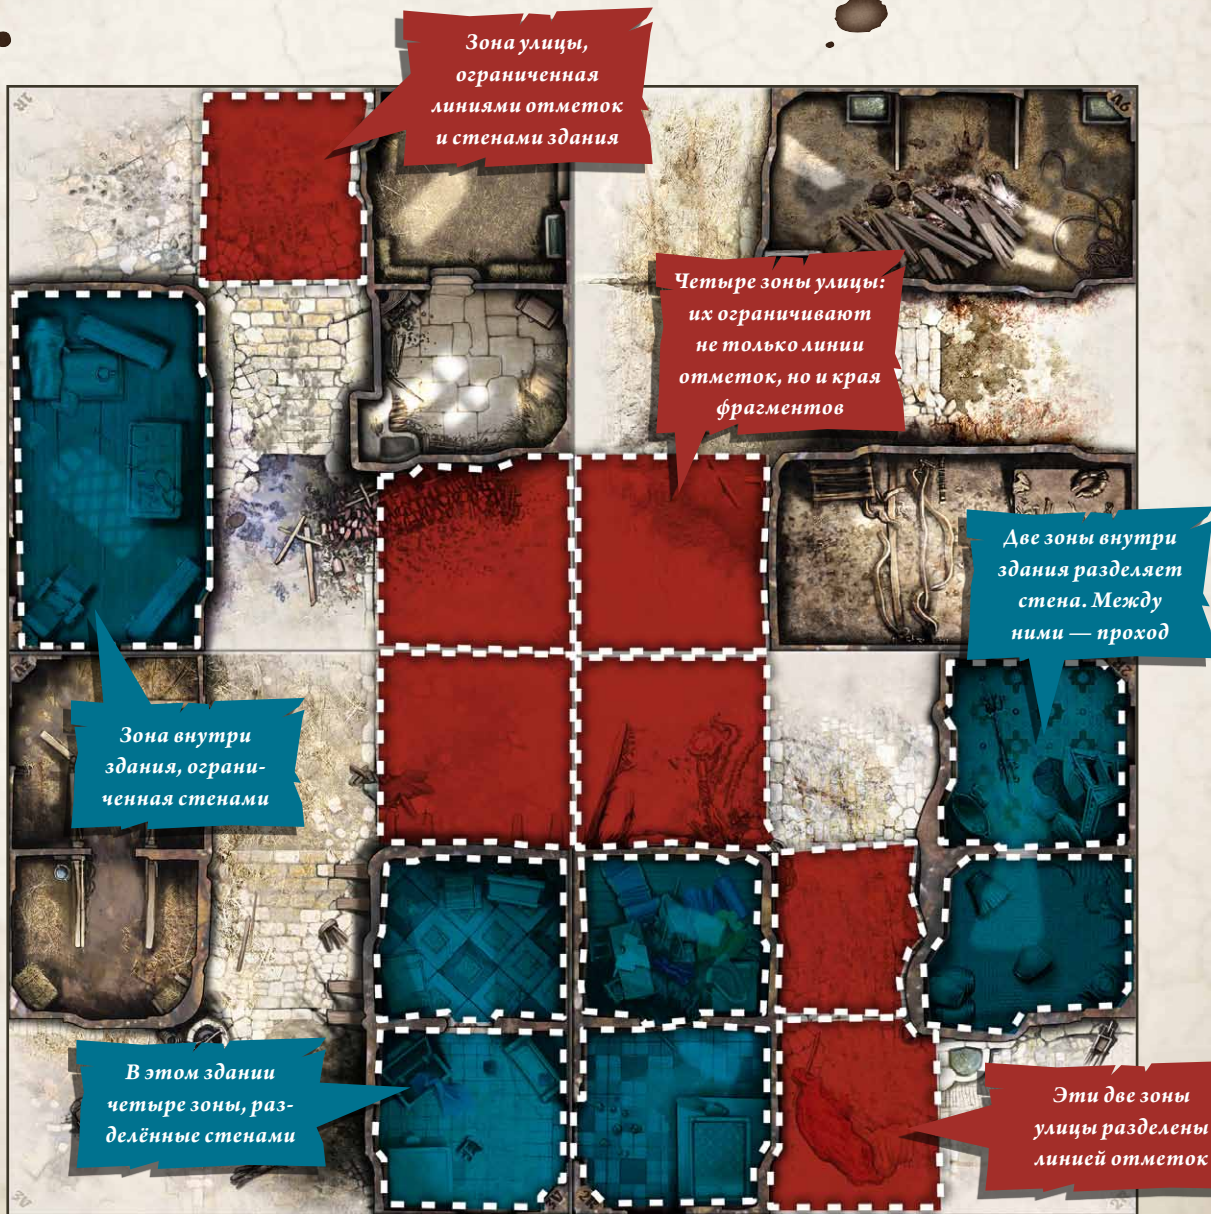 Зона улицы,
ограниченная
линиями отметок
и стенами здания
Четыре зоны улицы:
их ограничивают
не только линии
отметок, но и края
фрагментов
Две зоны внутри
здания разделяет
стена. Между
ними — проход
Зона внутри
здания, ограни-
ченная стенами
В этом здании
четыре зоны, раз-
делённые стенами
Эти две зоны
улицы разделены
линией отметок